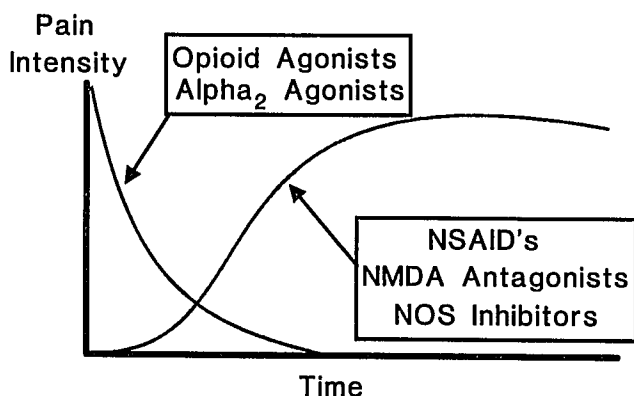 Pain
Intensity
Opioid Agonists
Alpha₂ Agonists
NSAID's
NMDA Antagonists
NOS Inhibitors
Time